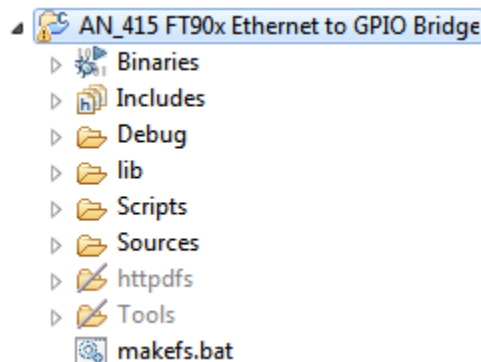 AN_415 FT90x Ethernet to GPIO Bridge
Binaries
Includes
Debug
lib
Scripts
Sources
httpdfs
Tools
makefs.bat